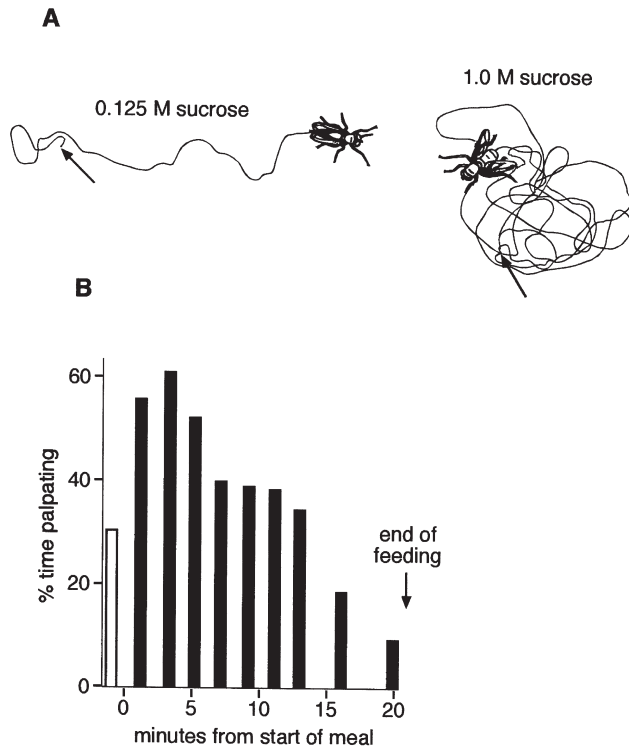 A
0.125 M sucrose
1.0 M sucrose
B
60
40
20
0
% time palpating
end of
feeding
0
5
10
15
20
minutes from start of meal